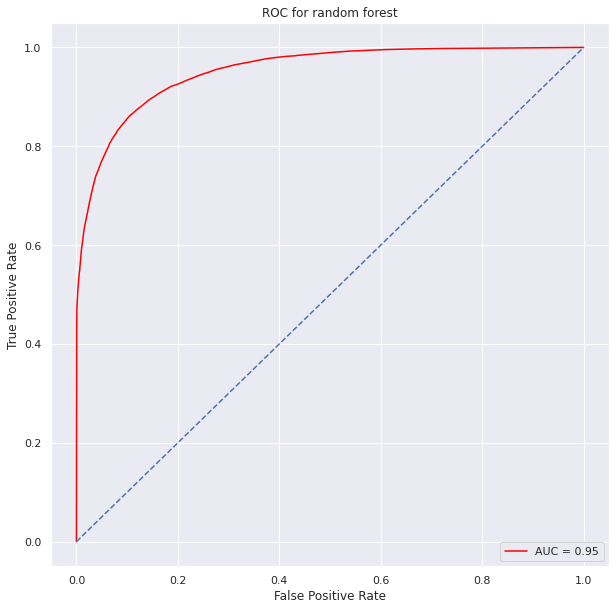 ROC for random forest
True Positive Rate
1.0
0.8
0.6
0.4
0.2
0.0
AUC = 0.95
0.0 0.2 0.4 0.6 0.8 1.0
False Positive Rate